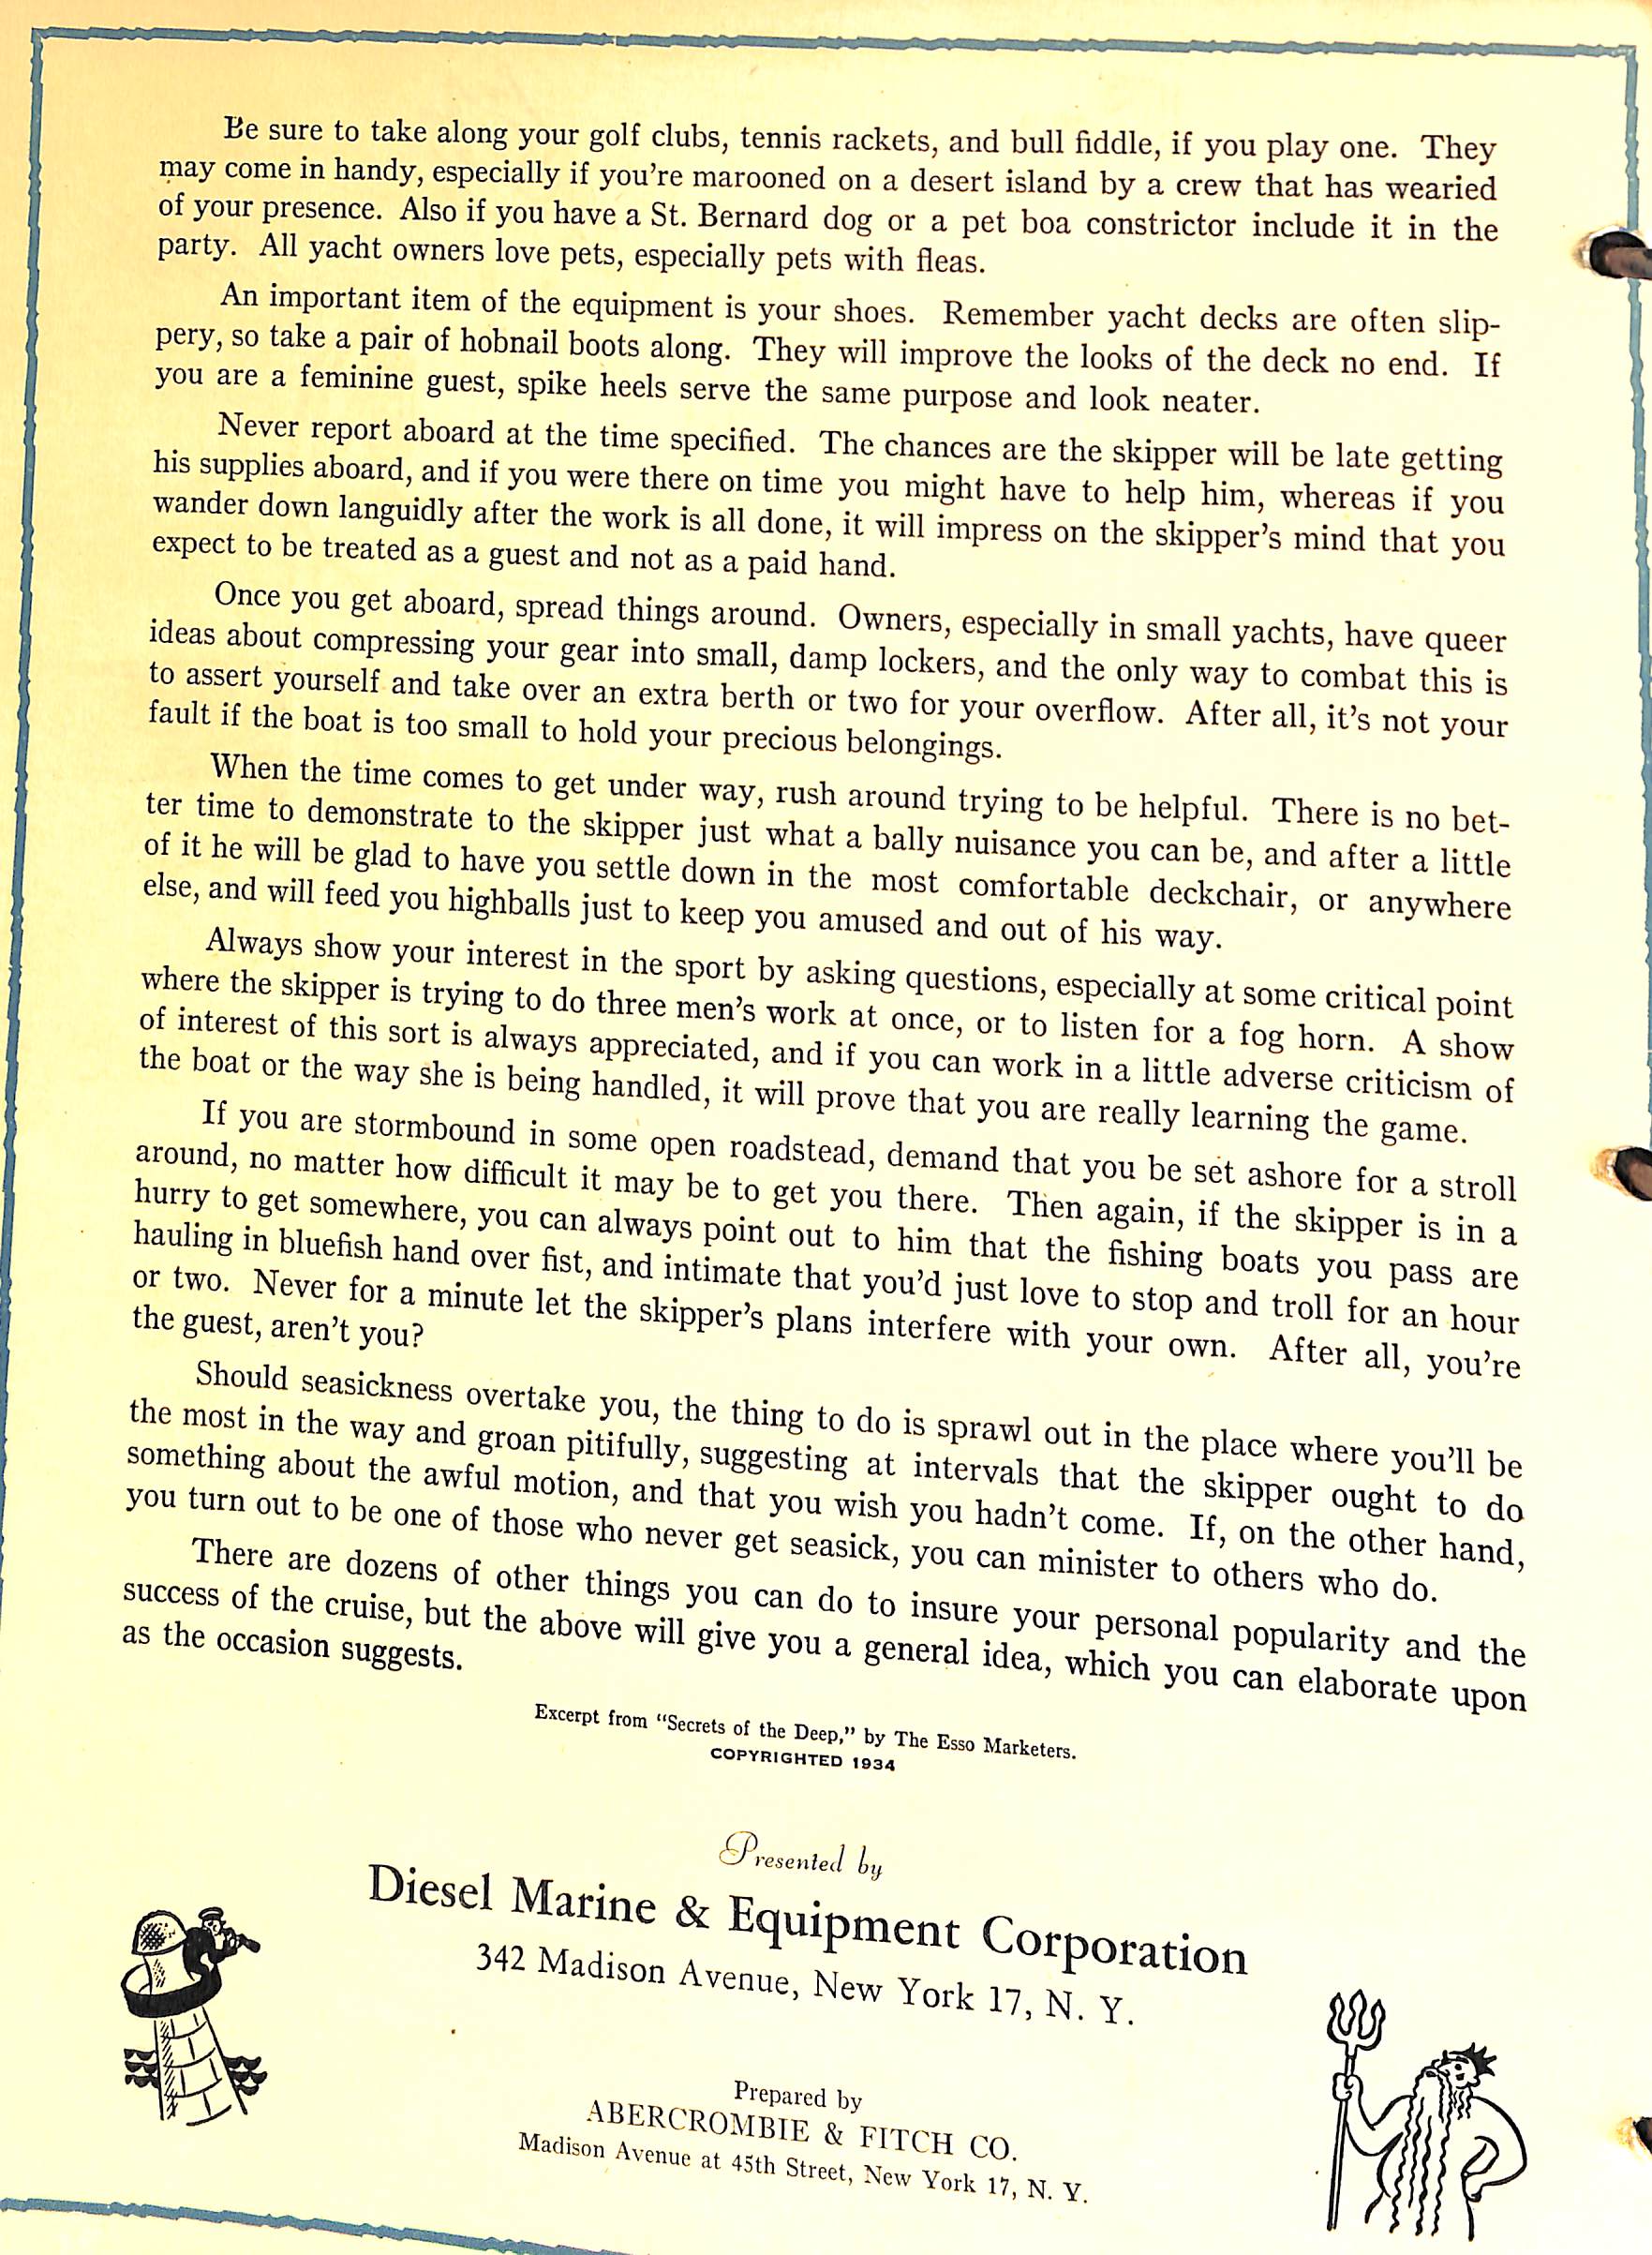 Be sure to take along your golf clubs, tennis rackets, and bull fiddle, if you play one. They
may come in handy, especially if you're marooned on a desert island by a crew that has wearied
of your presence. Also if you have a St. Bernard dog or a pet boa constrictor include it in the
party. All yacht owners love pets, especially pets with fleas.
An important item of the equipment is your shoes. Remember yacht decks are often slip-
pery, so take a pair of hobnail boots along. They will improve the looks of the deck no end. If
you are a feminine guest, spike heels serve the same purpose and look neater.
Never report aboard at the time specified. The chances are the skipper will be late getting
his supplies aboard, and if you were there on time you might have to help him, whereas if you
wander down languidly after the work is all done, it will impress on the skipper's mind that you
expect to be treated as a guest and not as a paid hand.
Once you get aboard, spread things around. Owners, especially in small yachts, have queer
ideas about compressing your gear into small, damp lockers, and the only way to combat this is
to assert yourself and take over an extra berth or two for your overflow. After all, it's not your
fault if the boat is too small to hold your precious belongings.
When the time comes to get under way, rush around trying to be helpful. There is no bet-
ter time to demonstrate to the skipper just what a bally nuisance you can be, and after a little
of it he will be glad to have you settle down in the most comfortable deckchair, or anywhere
else, and will feed you highballs just to keep you amused and out of his way.
Always show your interest in the sport by asking questions, especially at some critical point
where the skipper is trying to do three men's work at once, or to listen for a fog horn. A show
of interest of this sort is always appreciated, and if you can work in a little adverse criticism of
the boat or the way she is being handled, it will prove that you are really learning the game.
If you are stormbound in some open roadstead, demand that you be set ashore for a stroll
around, no matter how difficult it may be to get you there. Then again, if the skipper is in a
hurry to get somewhere, you can always point out to him that the fishing boats you pass are
hauling in bluefish hand over fist, and intimate that you'd just love to stop and troll for an hour
or two. Never for a minute let the skipper's plans interfere with your own. After all, you're
the guest, aren't you?
Should seasickness overtake you, the thing to do is sprawl out in the place where you'll be
the most in the way and groan pitifully, suggesting at intervals that the skipper ought to do
something about the awful motion, and that you wish you hadn't come. If, on the other hand,
you turn out to be one of those who never get seasick, you can minister to others who do.
There are dozens of other things you can do to insure your personal popularity and the
success of the cruise, but the above will give you a general idea, which you can elaborate upon
as the occasion suggests.
Excerpt from "Secrets of the Deep," by The Esso Marketers.
COPYRIGHTED 1934
Presented by
Diesel Marine & Equipment Corporation
342 Madison Avenue, New York 17, N. Y.
Prepared by
ABERCROMBIE & FITCH CO.
Madison Avenue at 45th Street, New York 17, N. Y.